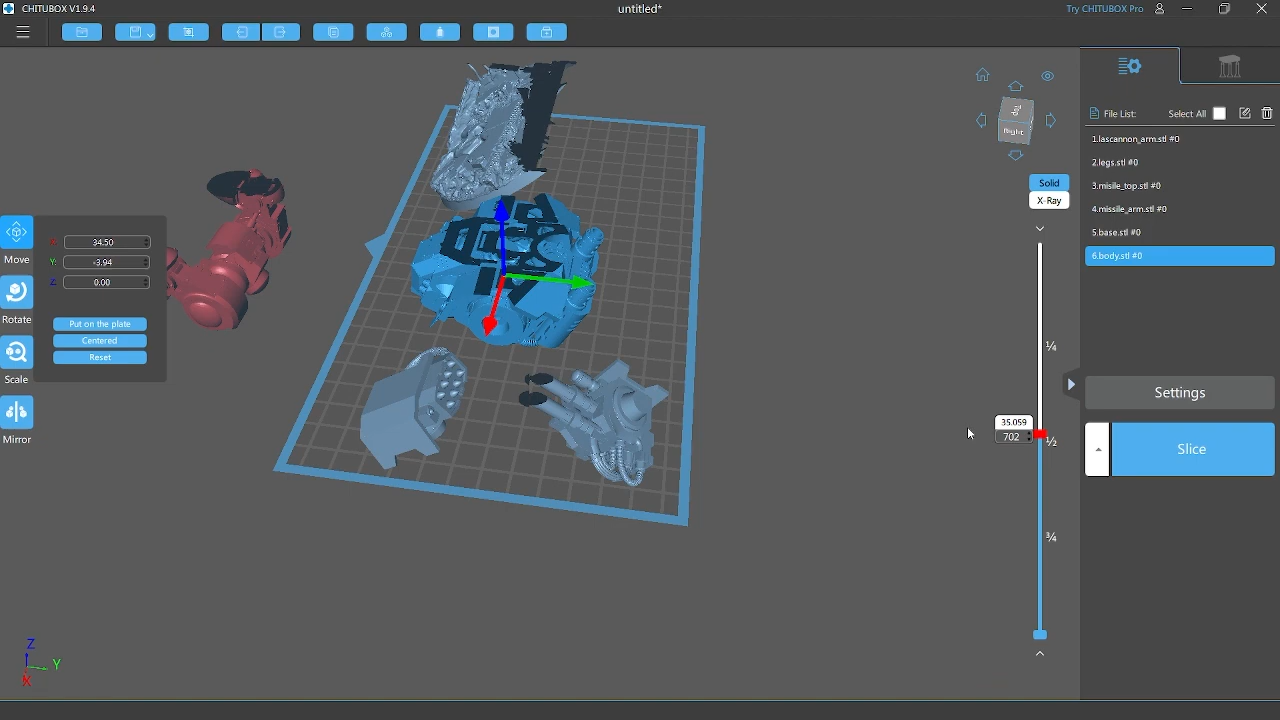 CHITUBOX V1.9.4
untitled*
Try CHITUBOX Pro
File List:
Select All
1.lascannon_arm.stl #0
2.legs.stl #0
3.misile_top.stl #0
4.missile_arm.stl #0
5.base.stl #0
6.body.stl #0
Settings
Slice
Right
Solid
X-Ray
¼
35.059
702
½
¾
Move
X: 34.50
Y: -3.94
Z: 0.00
Rotate
Put on the plate
Centered
Reset
Scale
Mirror
Z
Y
X